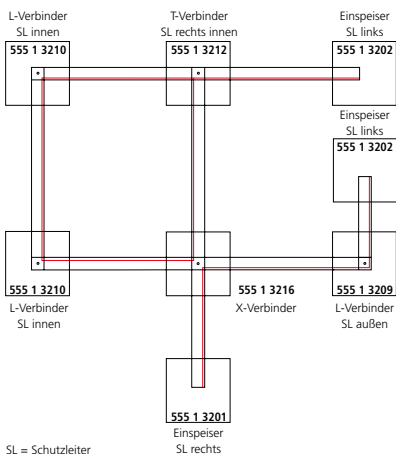 L-Verbinder
SL innen
555 1 3210
T-Verbinder
SL rechts innen
555 1 3212
Einspeiser
SL links
555 1 3202
Einspeiser
SL links
555 1 3202
555 1 3210
L-Verbinder
SL innen
555 1 3216
X-Verbinder
555 1 3209
L-Verbinder
SL außen
555 1 3201
Einspeiser
SL rechts
SL = Schutzleiter